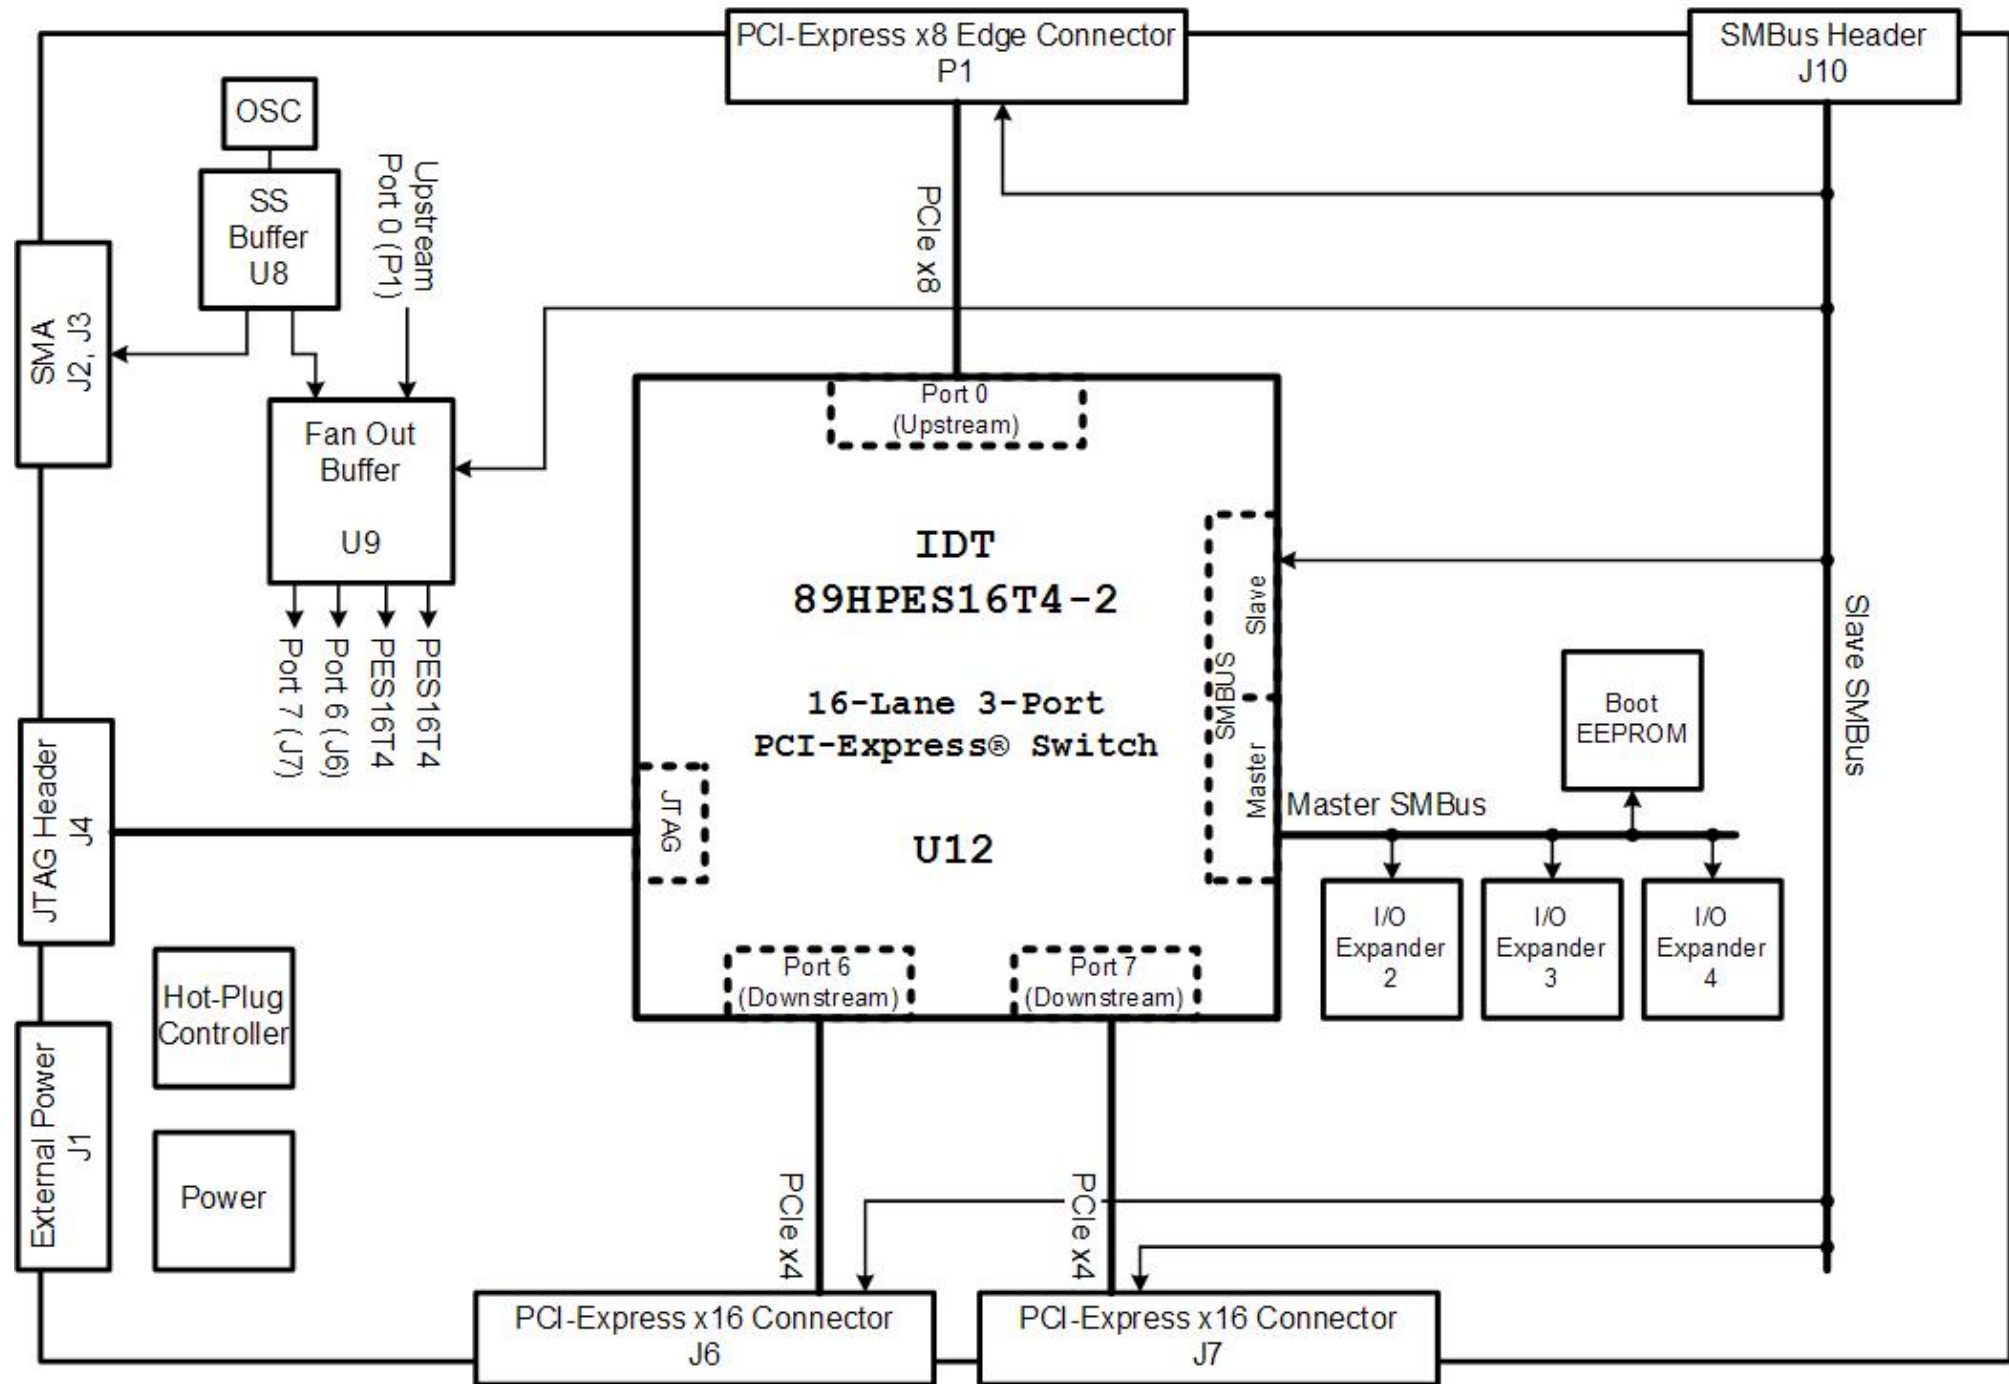 PCI-Express x8 Edge Connector
P1
SMBus Header
J10
OSC
SS
Buffer
U8
Upstream
Port 0 (P1)
SMA
J2, J3
PCIe x8
Fan Out
Buffer
U9
Port 7 (J7)
Port 6 (J6)
PES16T4
PES16T4
Port 0
(Upstream)
IDT
89HPES16T4-2
16-Lane 3-Port
PCI-Express® Switch
U12
SMBUS
Slave
Master
JTAG
JTAG Header
J4
Slave SMBus
Boot
EEPROM
Master SMBus
I/O
Expander
2
I/O
Expander
3
I/O
Expander
4
Port 6
(Downstream)
Port 7
(Downstream)
Hot-Plug
Controller
External Power
J1
Power
PCIe x4
PCIe x4
PCI-Express x16 Connector
J6
PCI-Express x16 Connector
J7